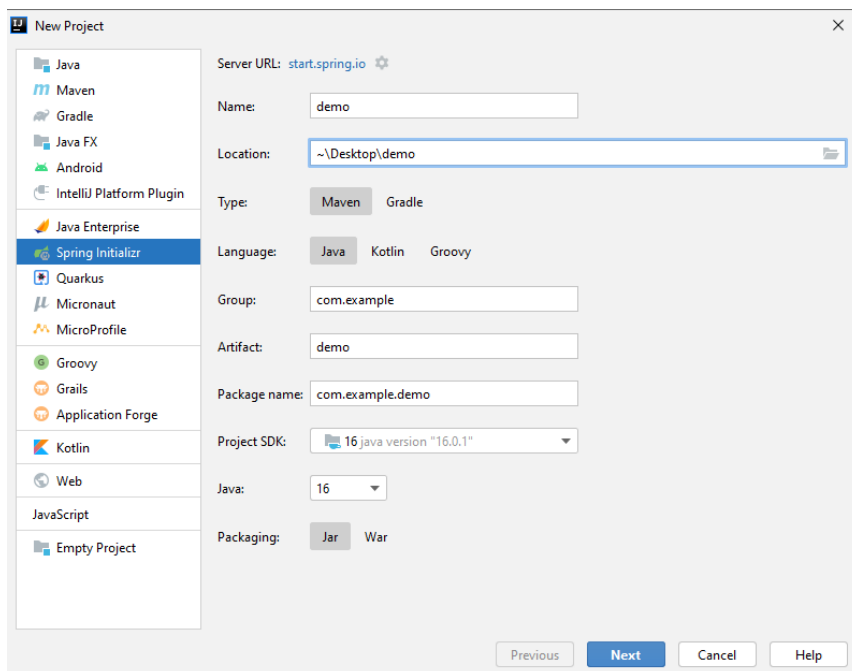 New Project
Java
Maven
Gradle
Java FX
Android
IntelliJ Platform Plugin
Java Enterprise
Spring Initializr
Quarkus
Micronaut
MicroProfile
Groovy
Grails
Application Forge
Kotlin
Web
JavaScript
Empty Project
Server URL: start.spring.io
Name: demo
Location: ~\Desktop\demo
Type: Maven Gradle
Language: Java Kotlin Groovy
Group: com.example
Artifact: demo
Package name: com.example.demo
Project SDK: 16 java version "16.0.1"
Java: 16
Packaging: Jar War
Previous Next Cancel Help